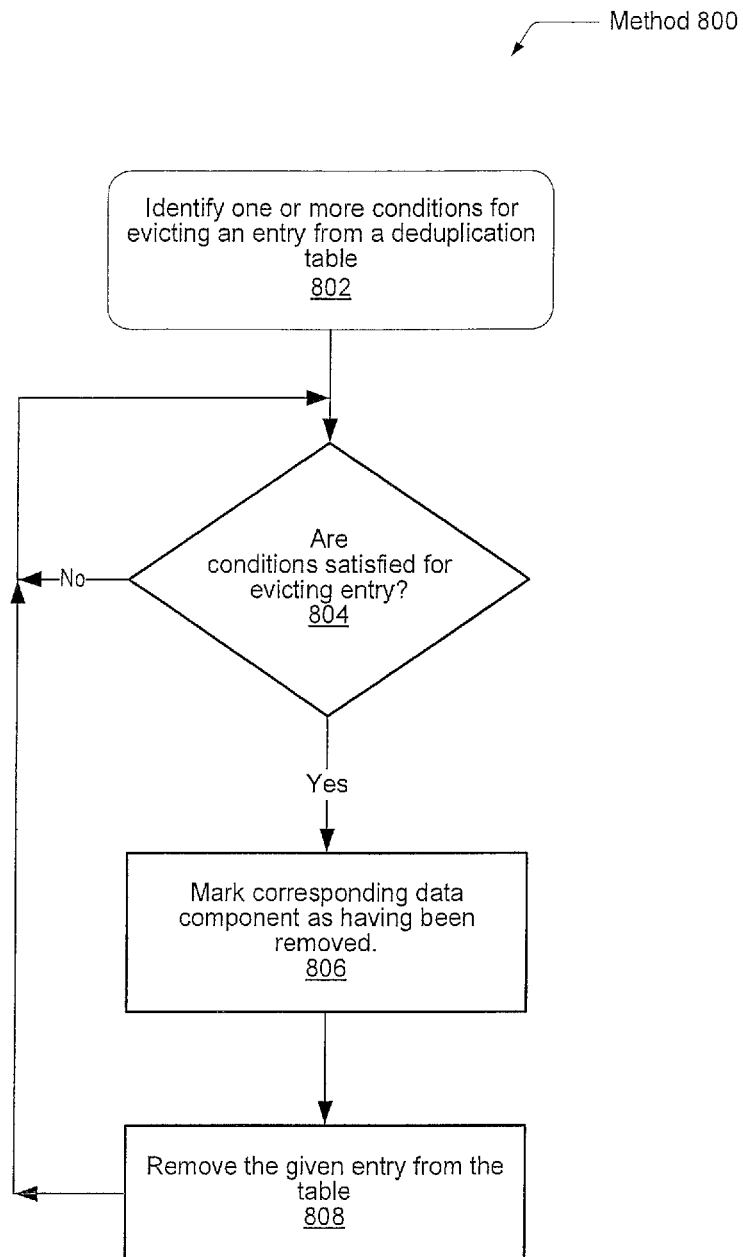 Method 800
Identify one or more conditions for
evicting an entry from a deduplication
table
802
Are
conditions satisfied for
evicting entry?
804
No
Yes
Mark corresponding data
component as having been
removed.
806
Remove the given entry from the
table
808